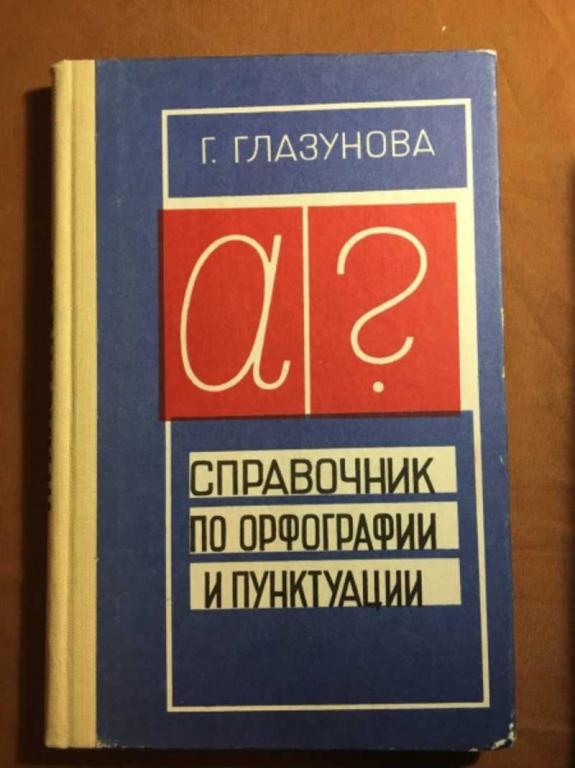 Г. ГЛАЗУНОВА
а ?
СПРАВОЧНИК
ПО ОРФОГРАФИИ
И ПУНКТУАЦИИ